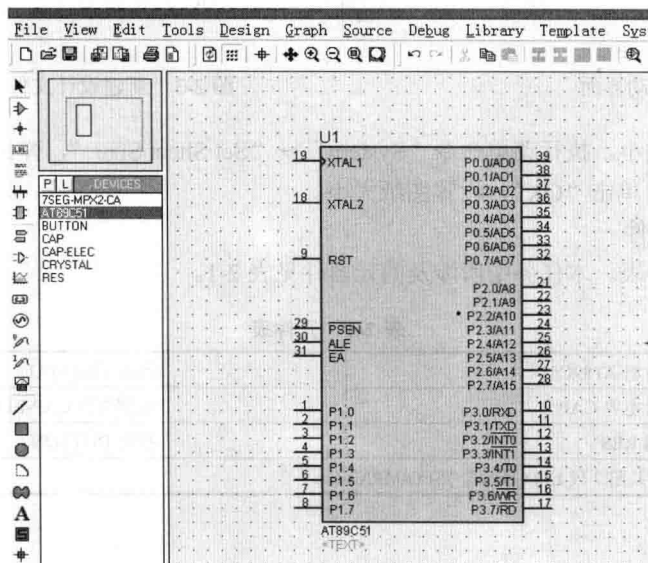 File View Edit Tools Design Graph Source Debug Library Template Sys
U1
P L DEVICES
7SEG-MPX2-CA
AT89C51
BUTTON
CAP
CAP-ELEC
CRYSTAL
RES
LBL
A
S
19 XTAL1
18 XTAL2
9 RST
29 PSEN
30 ALE
31 EA
1 P1.0
2 P1.1
3 P1.2
4 P1.3
5 P1.4
6 P1.5
7 P1.6
8 P1.7
P0.0/AD0 39
P0.1/AD1 38
P0.2/AD2 37
P0.3/AD3 36
P0.4/AD4 35
P0.5/AD5 34
P0.6/AD6 33
P0.7/AD7 32
P2.0/A8 21
P2.1/A9 22
P2.2/A10 23
P2.3/A11 24
P2.4/A12 25
P2.5/A13 26
P2.6/A14 27
P2.7/A15 28
P3.0/RXD 10
P3.1/TXD 11
P3.2/INT0 12
P3.3/INT1 13
P3.4/T0 14
P3.5/T1 15
P3.6/WR 16
P3.7/RD 17
AT89C51
<TEXT>